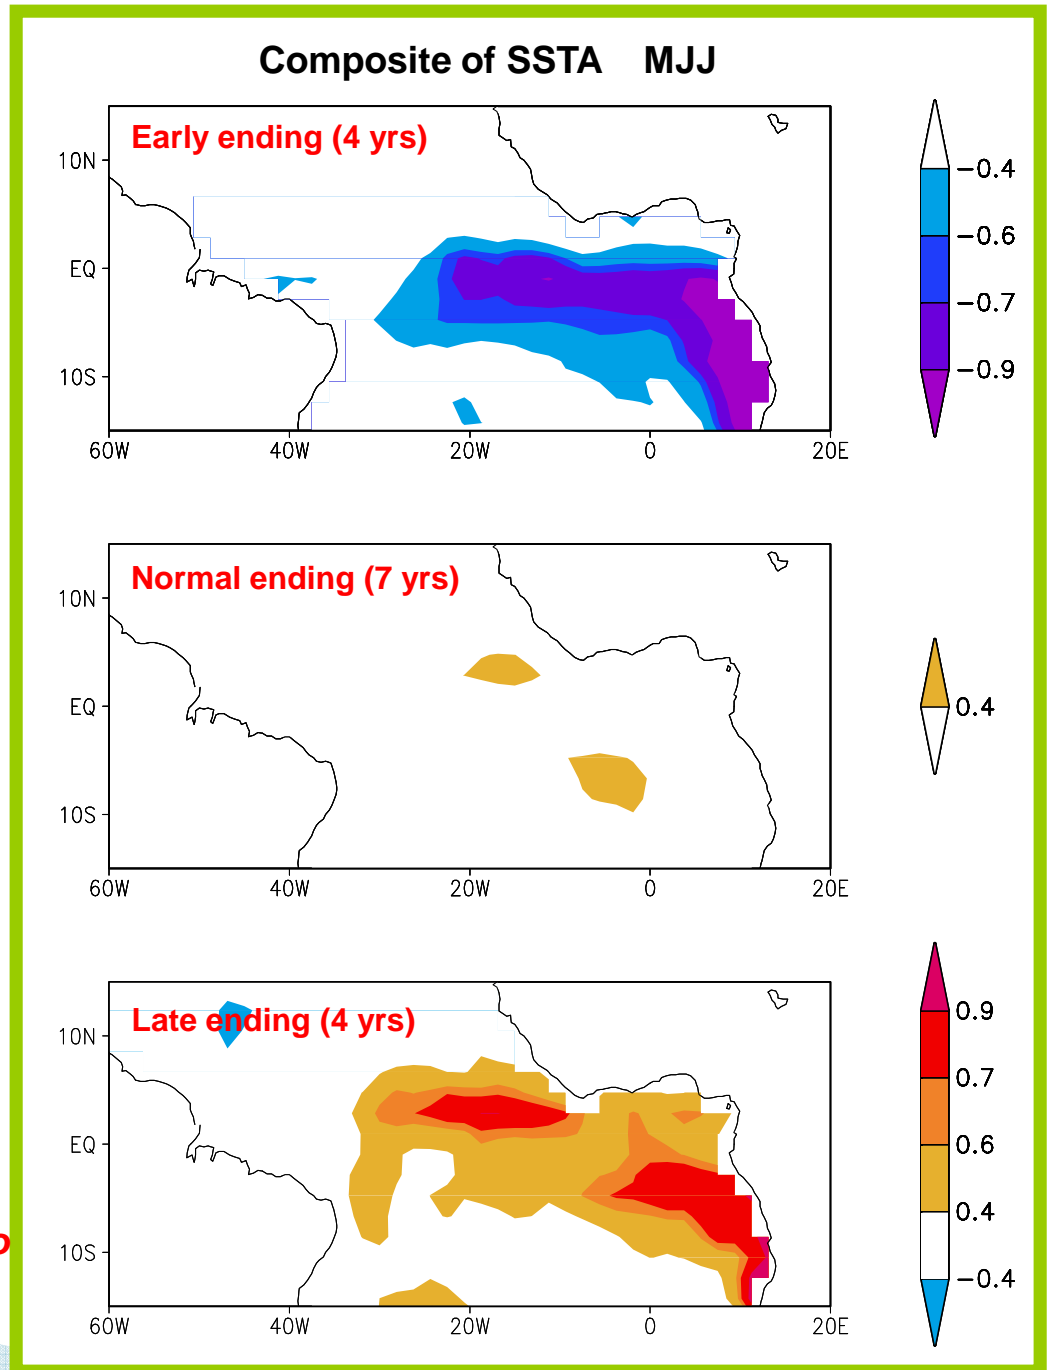 Composite of SSTA MJJ
Early ending (4 yrs)
10N
EQ
10S
60W 40W 20W 0 20E
−0.4
−0.6
−0.7
−0.9
Normal ending (7 yrs)
10N
EQ
10S
60W 40W 20W 0 20E
0.4
Late ending (4 yrs)
10N
EQ
10S
60W 40W 20W 0 20E
0.9
0.7
0.6
0.4
−0.4